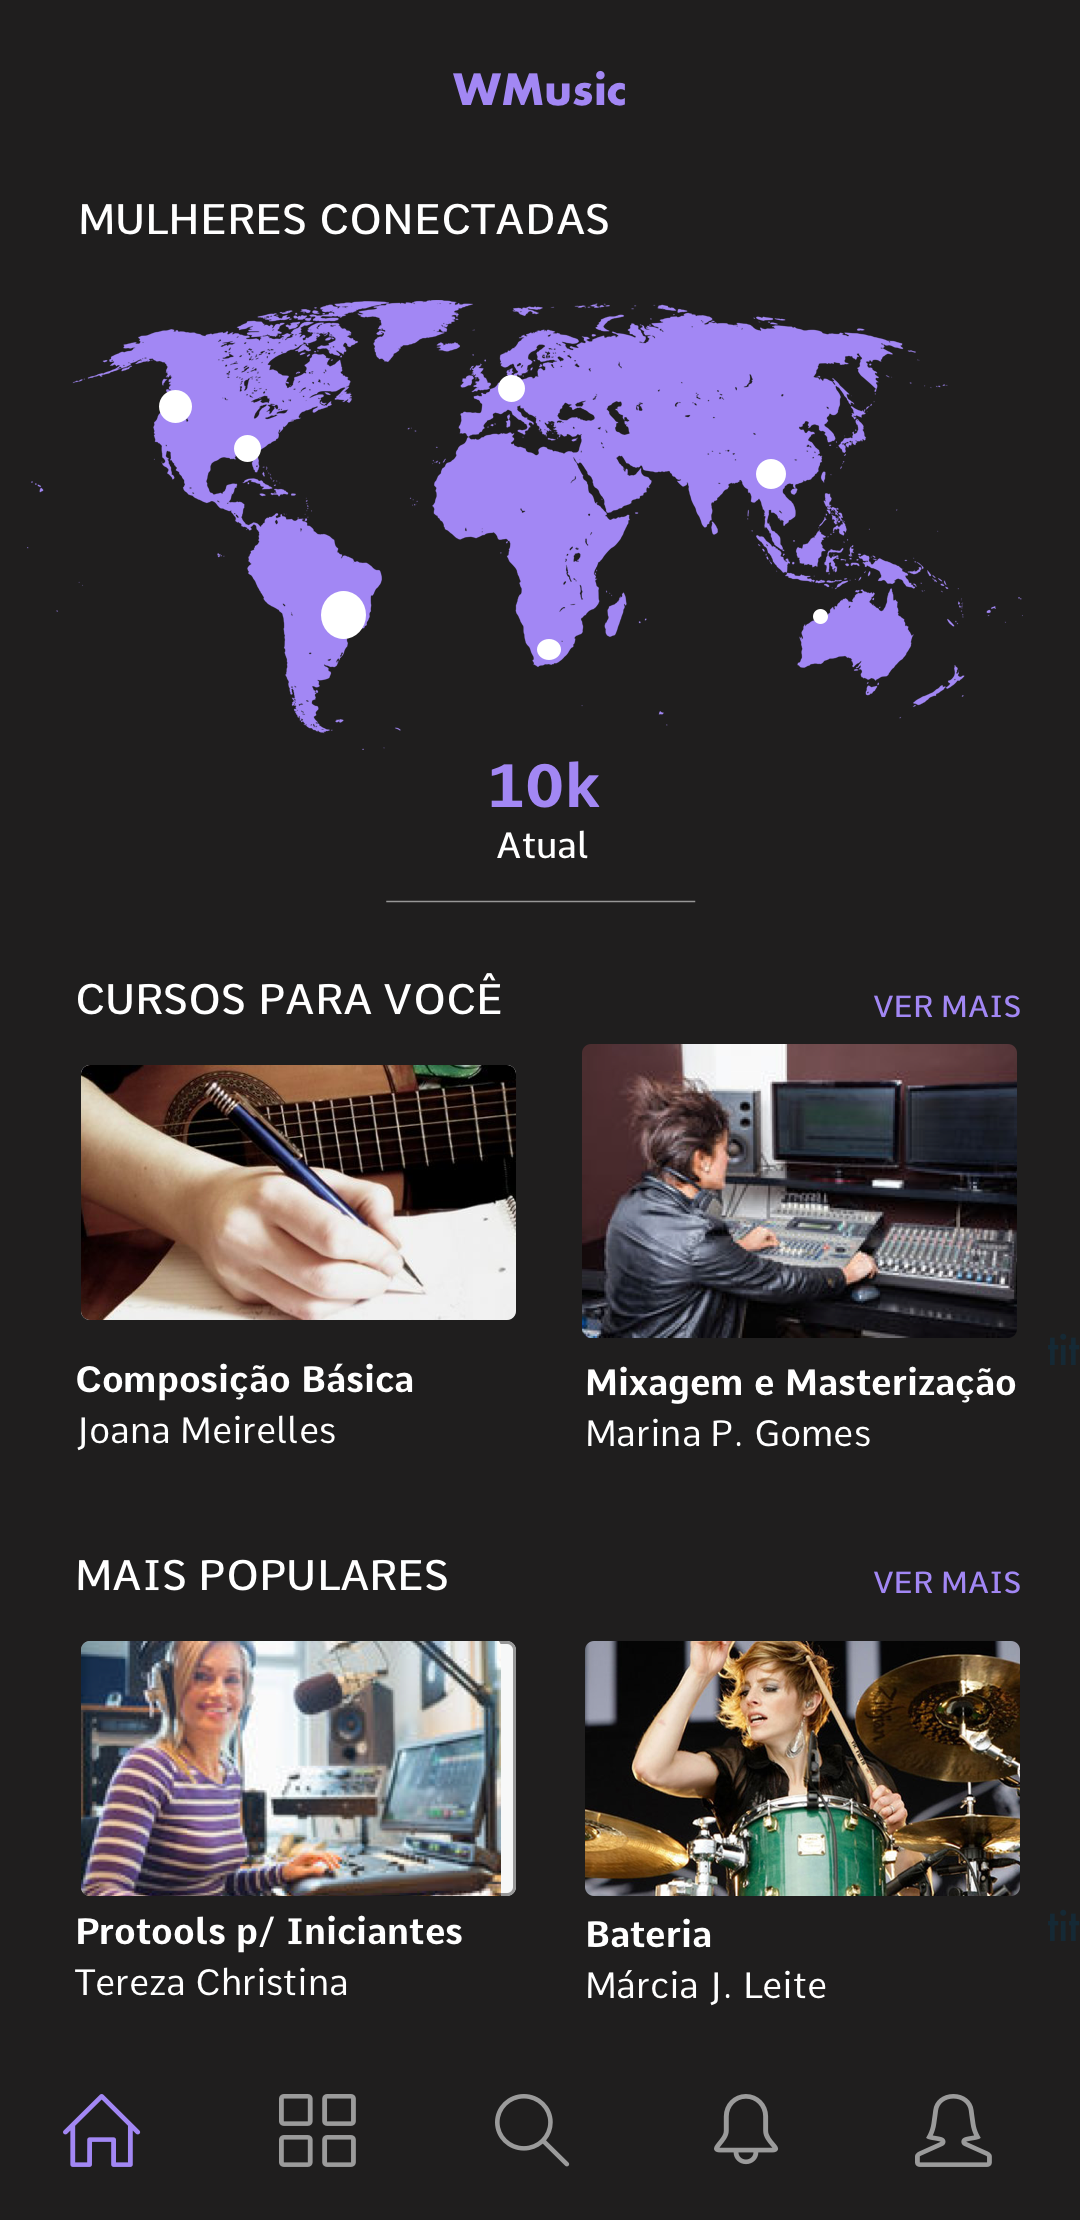 WMusic
MULHERES CONECTADAS
10k
Atual
CURSOS PARA VOCÊ
VER MAIS
Composição Básica
Joana Meirelles
Mixagem e Masterização
Marina P. Gomes
MAIS POPULARES
VER MAIS
Protools p/ Iniciantes
Tereza Christina
Bateria
Márcia J. Leite